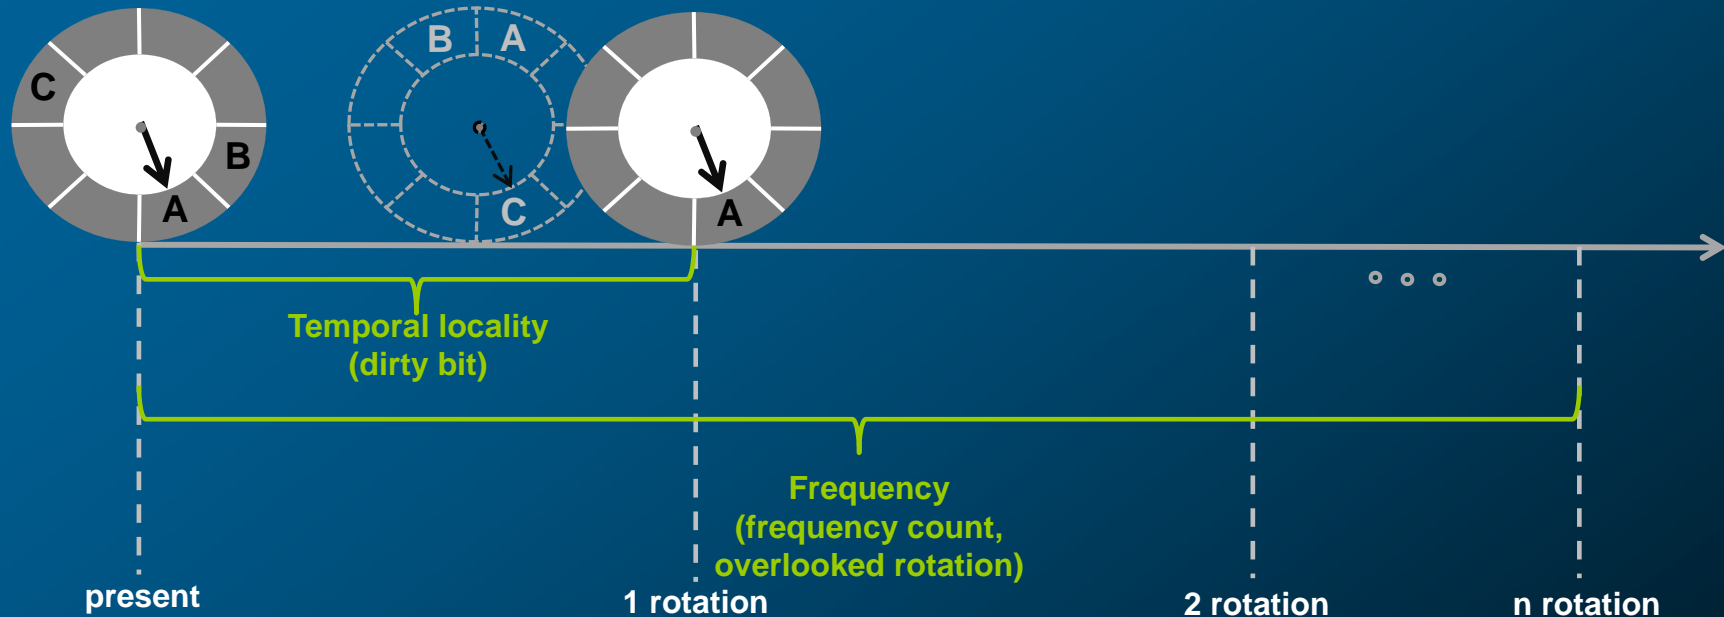 C
B
A
B
A
C
A
Temporal locality
(dirty bit)
Frequency
(frequency count,
overlooked rotation)
present
1 rotation
2 rotation
n rotation